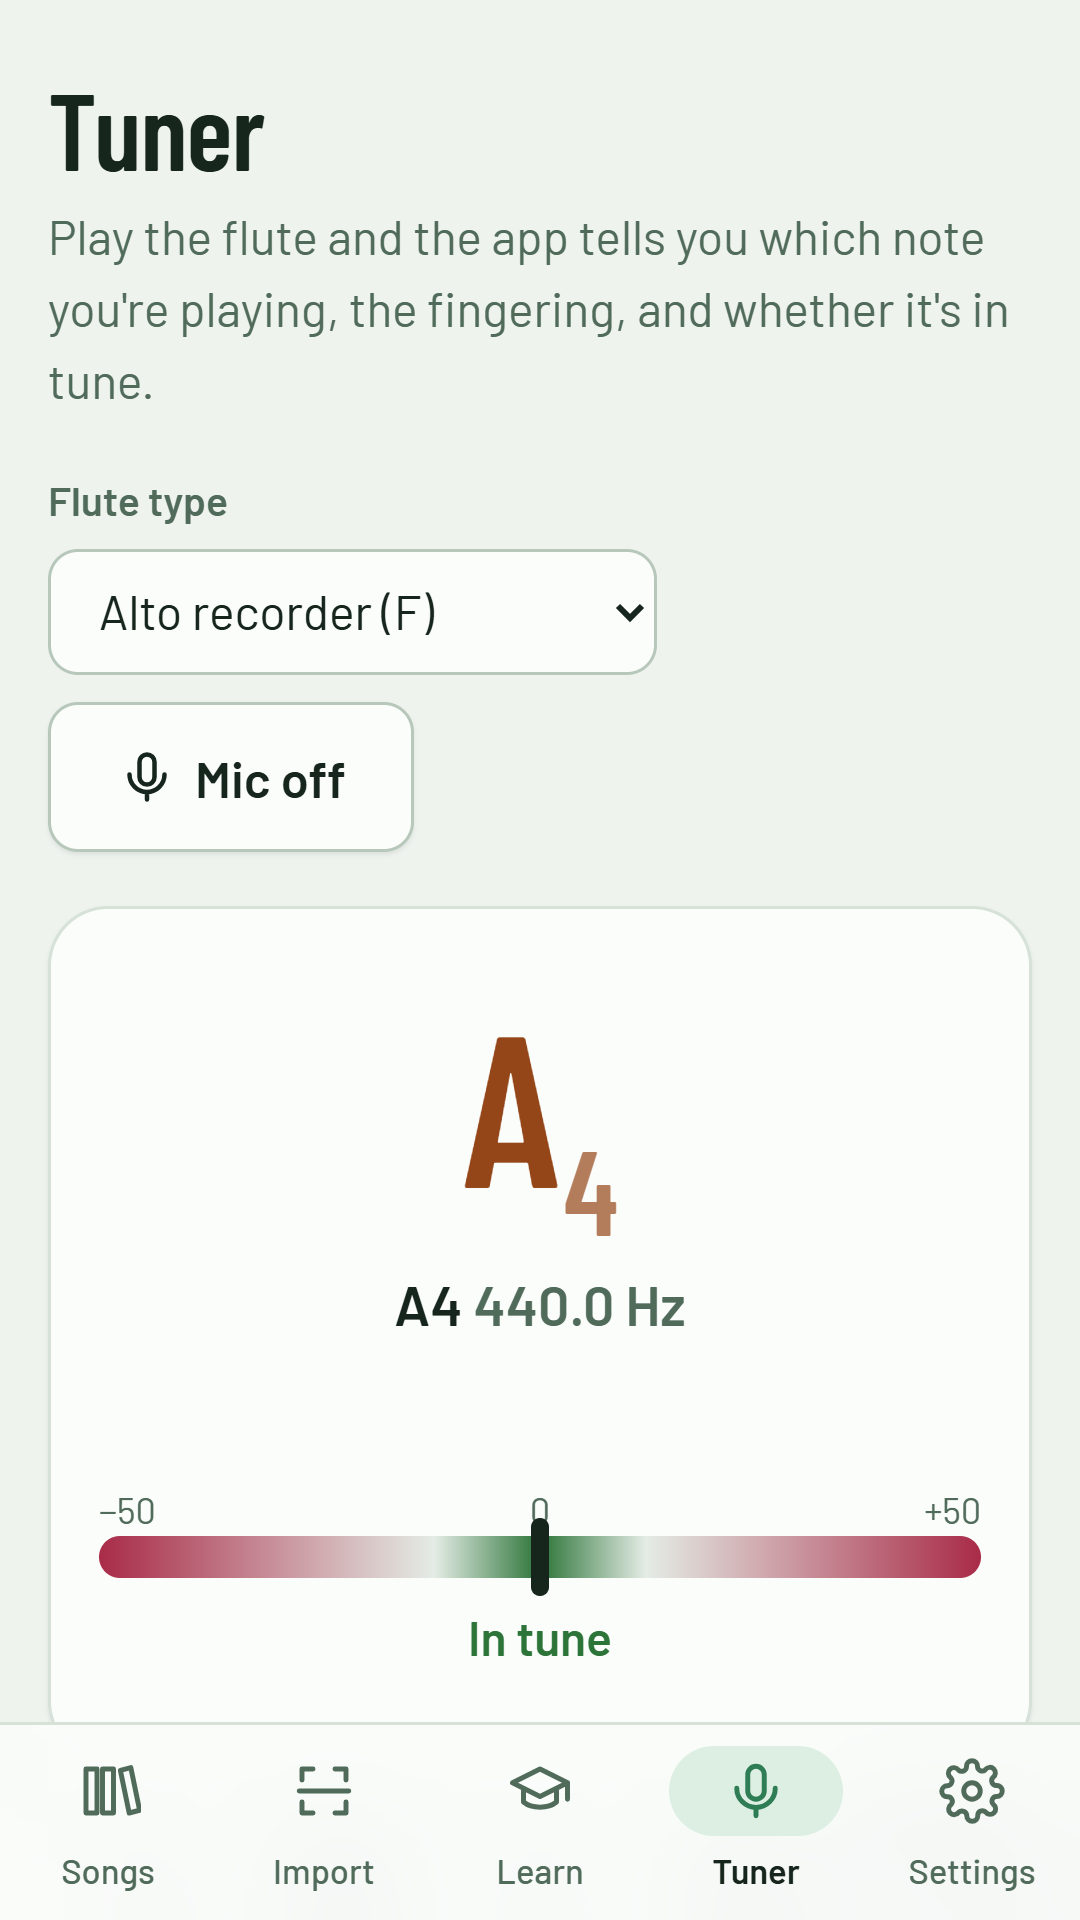 Tuner
Play the flute and the app tells you which note
you're playing, the fingering, and whether it's in
tune.
Flute type
Alto recorder (F)
Mic off
A4
A4 440.0 Hz
−50 0 +50
In tune
Songs Import Learn Tuner Settings